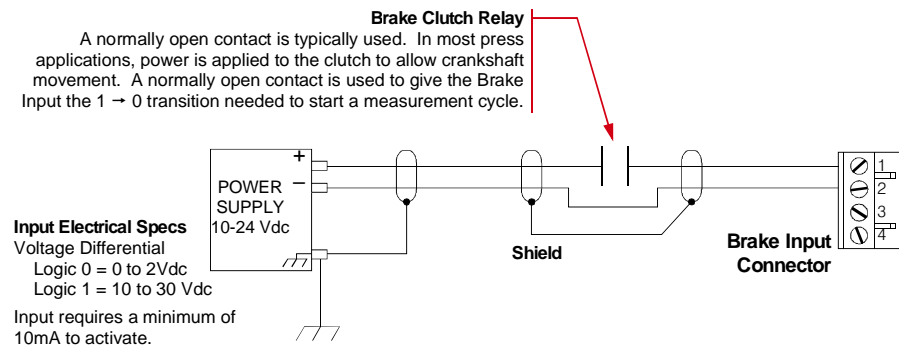 Brake Clutch Relay
A normally open contact is typically used. In most press
applications, power is applied to the clutch to allow crankshaft
movement. A normally open contact is used to give the Brake
Input the 1 → 0 transition needed to start a measurement cycle.
+
–
POWER
SUPPLY
10-24 Vdc
1
2
3
4
Input Electrical Specs
Voltage Differential
Logic 0 = 0 to 2Vdc
Logic 1 = 10 to 30 Vdc
Input requires a minimum of
10mA to activate.
Shield
Brake Input
Connector